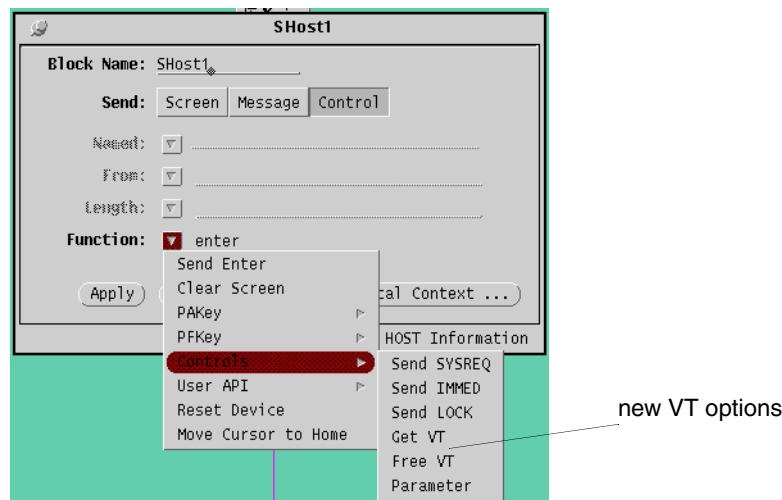 SHost1
Block Name: SHost1
Send: Screen Message Control
Named:
From:
Length:
Function: enter
Send Enter
Clear Screen
PAKey
PFKey
Controls
User API
Reset Device
Move Cursor to Home
Apply
cal Context ...
HOST Information
Send SYSREQ
Send IMMED
Send LOCK
Get VT
Free VT
Parameter
new VT options